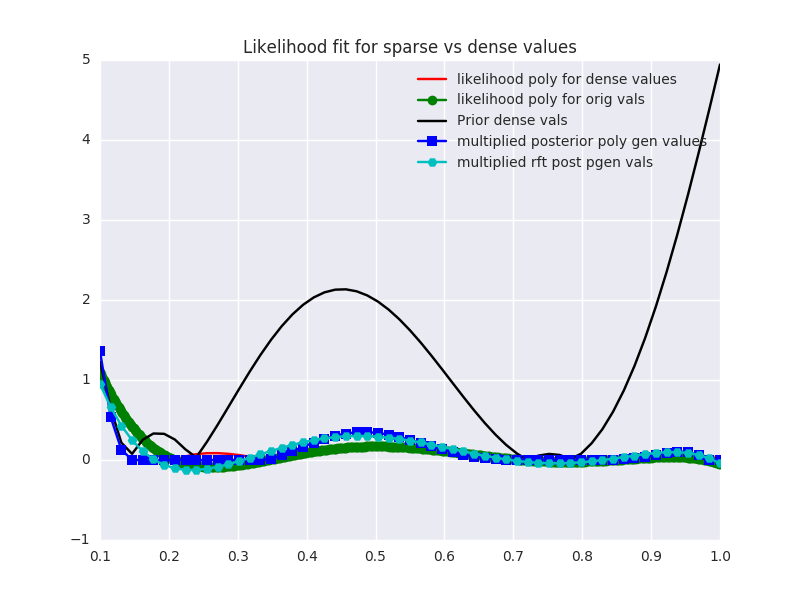 Likelihood fit for sparse vs dense values
likelihood poly for dense values
likelihood poly for orig vals
Prior dense vals
multiplied posterior poly gen values
multiplied rft post pgen vals
5
4
3
2
1
0
−1
0.1 0.2 0.3 0.4 0.5 0.6 0.7 0.8 0.9 1.0